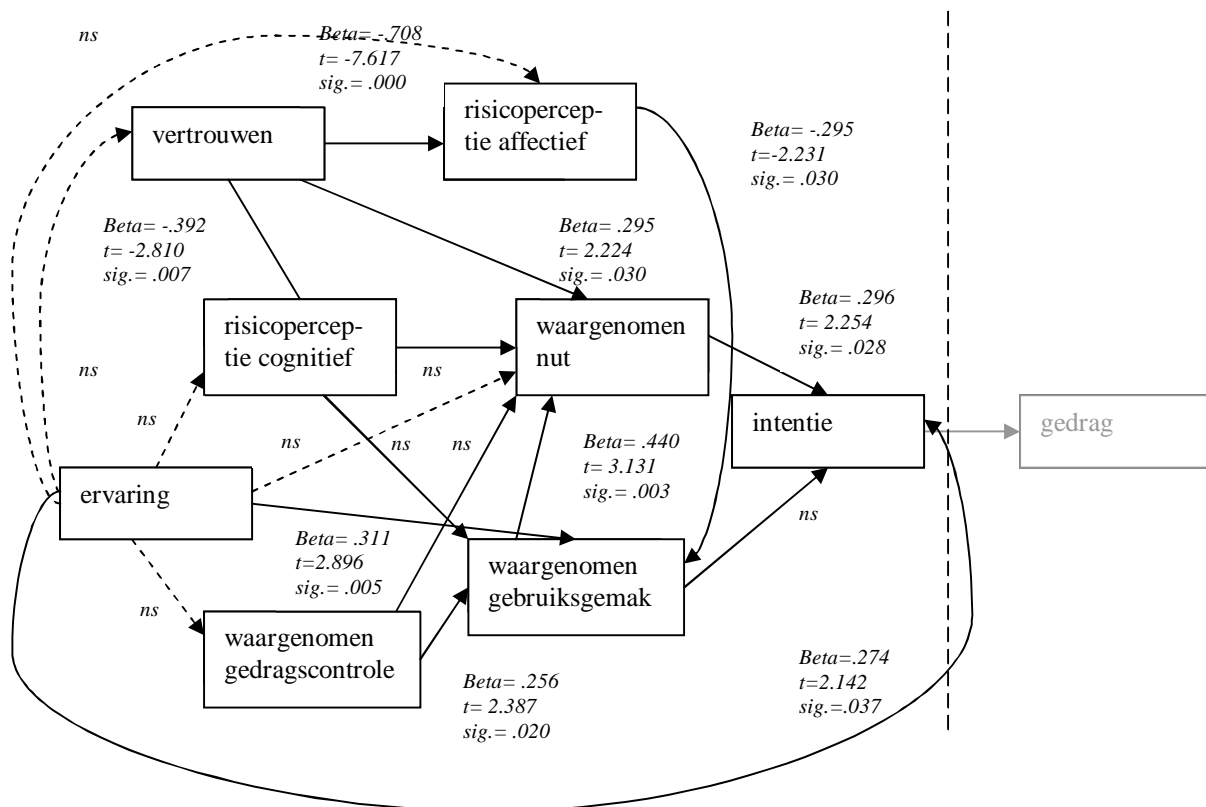 ns
Beta= -.708
t= -7.617
sig.= .000
risicopercep-
tie affectief
vertrouwen
Beta= -.295
t=-2.231
sig.= .030
Beta= -.392
t= -2.810
sig.= .007
Beta= .295
t= 2.224
sig.= .030
Beta= .296
t= 2.254
sig.= .028
risicopercep-
tie cognitief
waargenomen
nut
ns
ns
ns
ns
ns
ns
intentie
gedrag
Beta= .440
t= 3.131
sig.= .003
ervaring
ns
Beta= .311
t=2.896
sig.= .005
waargenomen
gebruiksgemak
ns
waargenomen
gedragscontrole
Beta= .256
t= 2.387
sig.= .020
Beta=.274
t=2.142
sig.=.037